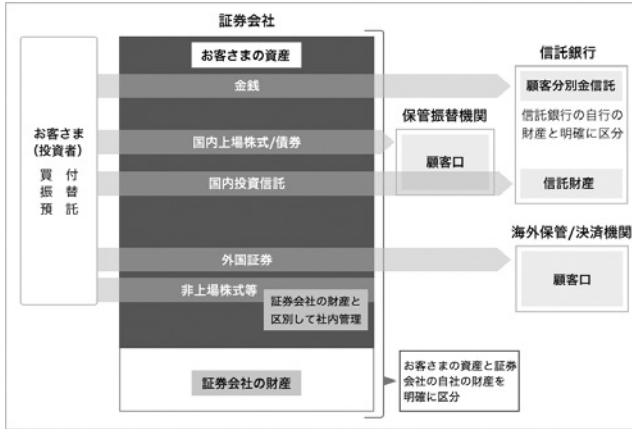 証券会社
お客さまの資産
金銭
国内上場株式/債券
国内投資信託
外国証券
非上場株式等
証券会社の財産と
区別して社内管理
証券会社の財産
お客さま
(投資者)
買　付
振　替
預　託
保管振替機関
顧客口
信託銀行
顧客分別金信託
信託銀行の自行の
財産と明確に区分
信託財産
海外保管/決済機関
顧客口
お客さまの資産と証券
会社の自社の財産を
明確に区分